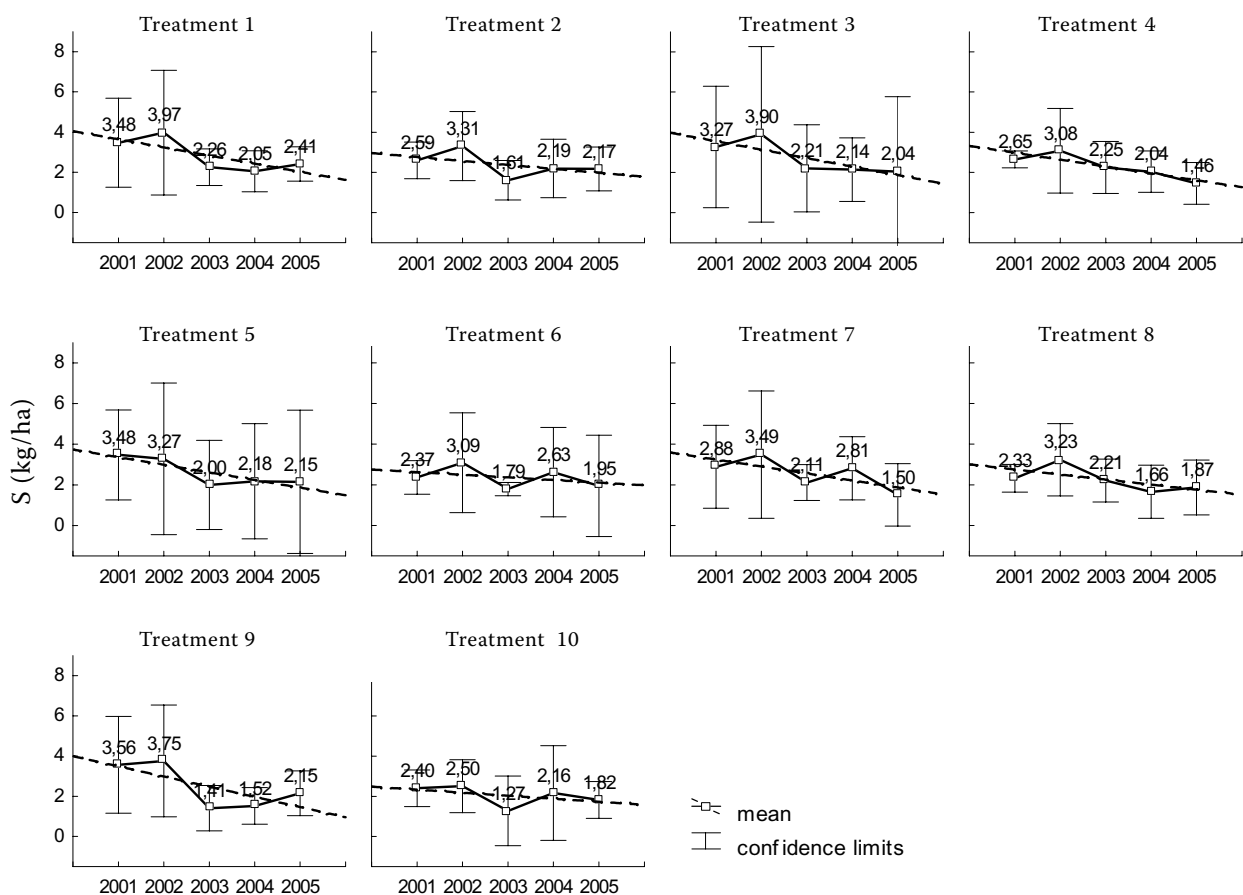 Treatment 1 Treatment 2 Treatment 3 Treatment 4
8
6
4
2
0
3,48 3,97 2,26 2,05 2,41
2,59 3,31 1,61 2,19 2,17
3,27 3,90 2,21 2,14 2,04
2,65 3,08 2,25 2,04 1,46
2001 2002 2003 2004 2005 2001 2002 2003 2004 2005 2001 2002 2003 2004 2005 2001 2002 2003 2004 2005
Treatment 5 Treatment 6 Treatment 7 Treatment 8
S (kg/ha)
8
6
4
2
0
3,48 3,27 2,00 2,18 2,15
2,37 3,09 1,79 2,63 1,95
2,88 3,49 2,11 2,81 1,50
2,33 3,23 2,21 1,66 1,87
2001 2002 2003 2004 2005 2001 2002 2003 2004 2005 2001 2002 2003 2004 2005 2001 2002 2003 2004 2005
Treatment 9 Treatment 10
8
6
4
2
0
3,56 3,75 1,41 1,52 2,15
2,40 2,50 1,27 2,16 1,82
2001 2002 2003 2004 2005 2001 2002 2003 2004 2005
mean
confidence limits